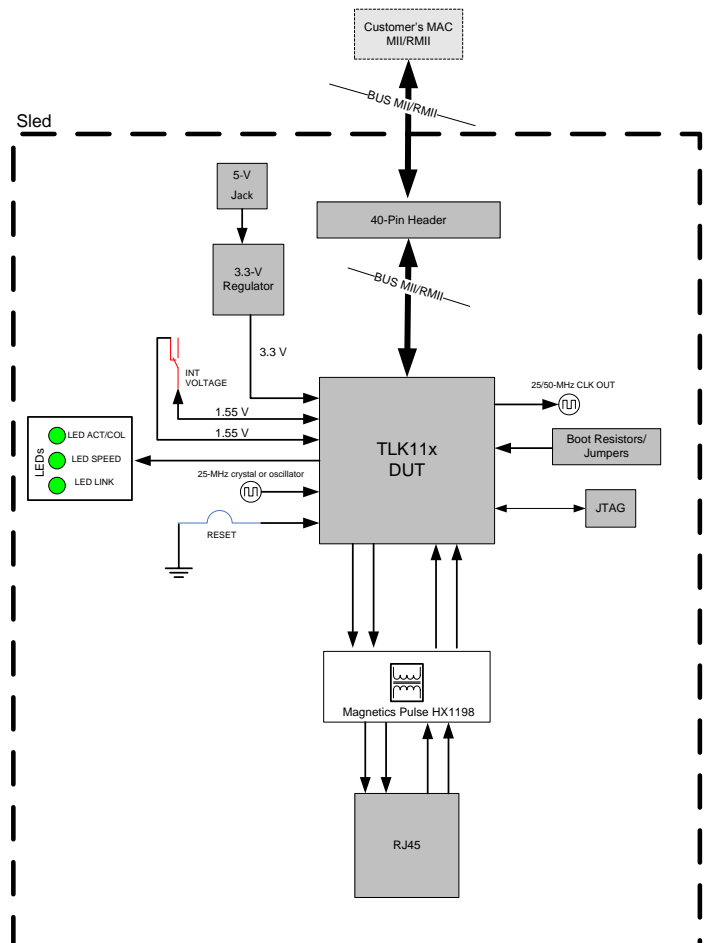 Customer's MAC
MII/RMII
BUS MII/RMII
Sled
5-V
Jack
40-Pin Header
3.3-V
Regulator
BUS MII/RMII
3.3 V
INT
VOLTAGE
1.55 V
1.55 V
25/50-MHz CLK OUT
TLK11x
DUT
Boot Resistors/
Jumpers
LEDs
LED ACT/COL
LED SPEED
LED LINK
25-MHz crystal or oscillator
JTAG
RESET
Magnetics Pulse HX1198
RJ45